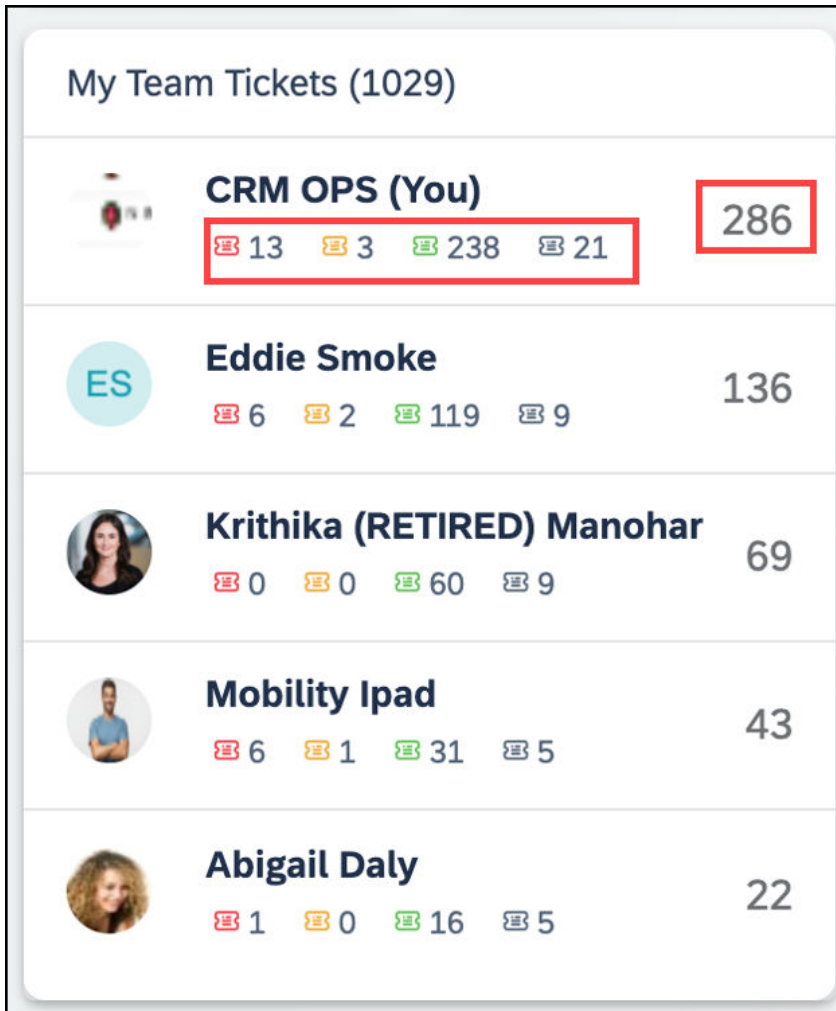 My Team Tickets (1029)
CRM OPS (You)
13 3 238 21
286
Eddie Smoke
6 2 119 9
136
Krithika (RETIRED) Manohar
0 0 60 9
69
Mobility Ipad
6 1 31 5
43
Abigail Daly
1 0 16 5
22
ES